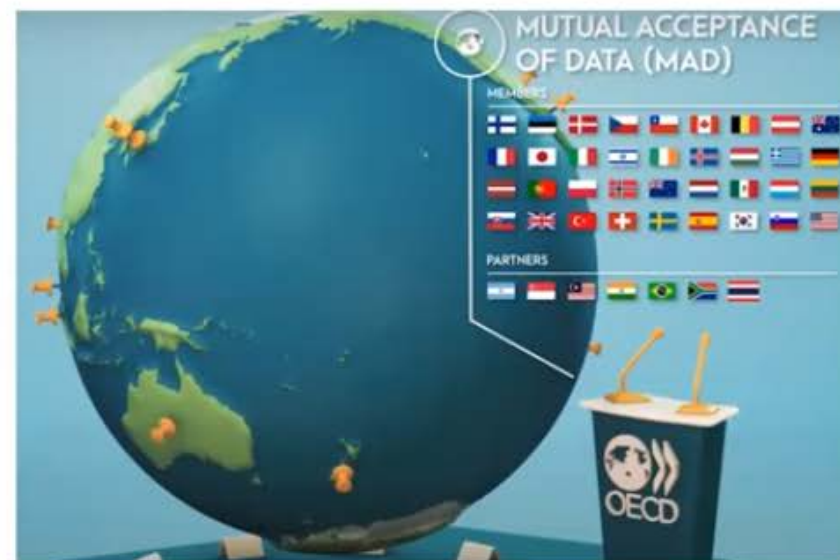 MUTUAL ACCEPTANCE
OF DATA (MAD)
MEMBERS
PARTNERS
OECD